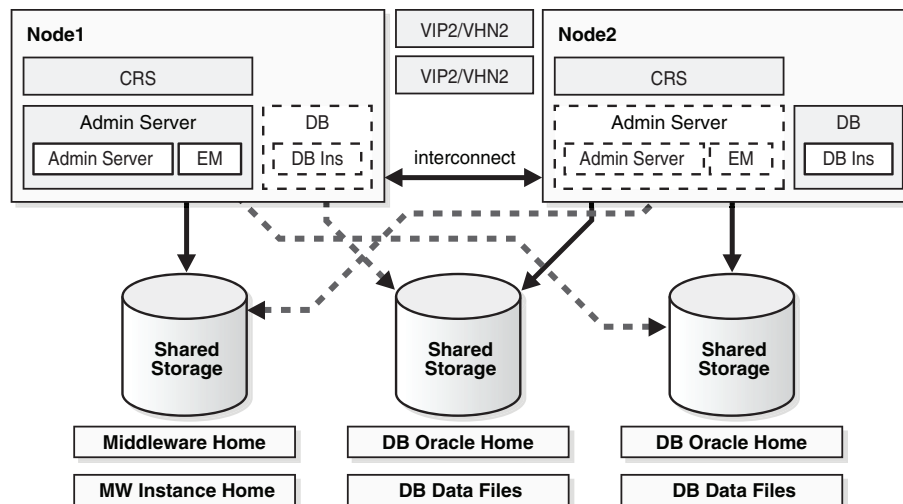 Node1
CRS
Admin Server
Admin Server
EM
DB
DB Ins
VIP2/VHN2
VIP2/VHN2
interconnect
Node2
CRS
Admin Server
Admin Server
EM
DB
DB Ins
Shared
Storage
Shared
Storage
Shared
Storage
Middleware Home
DB Oracle Home
DB Oracle Home
MW Instance Home
DB Data Files
DB Data Files